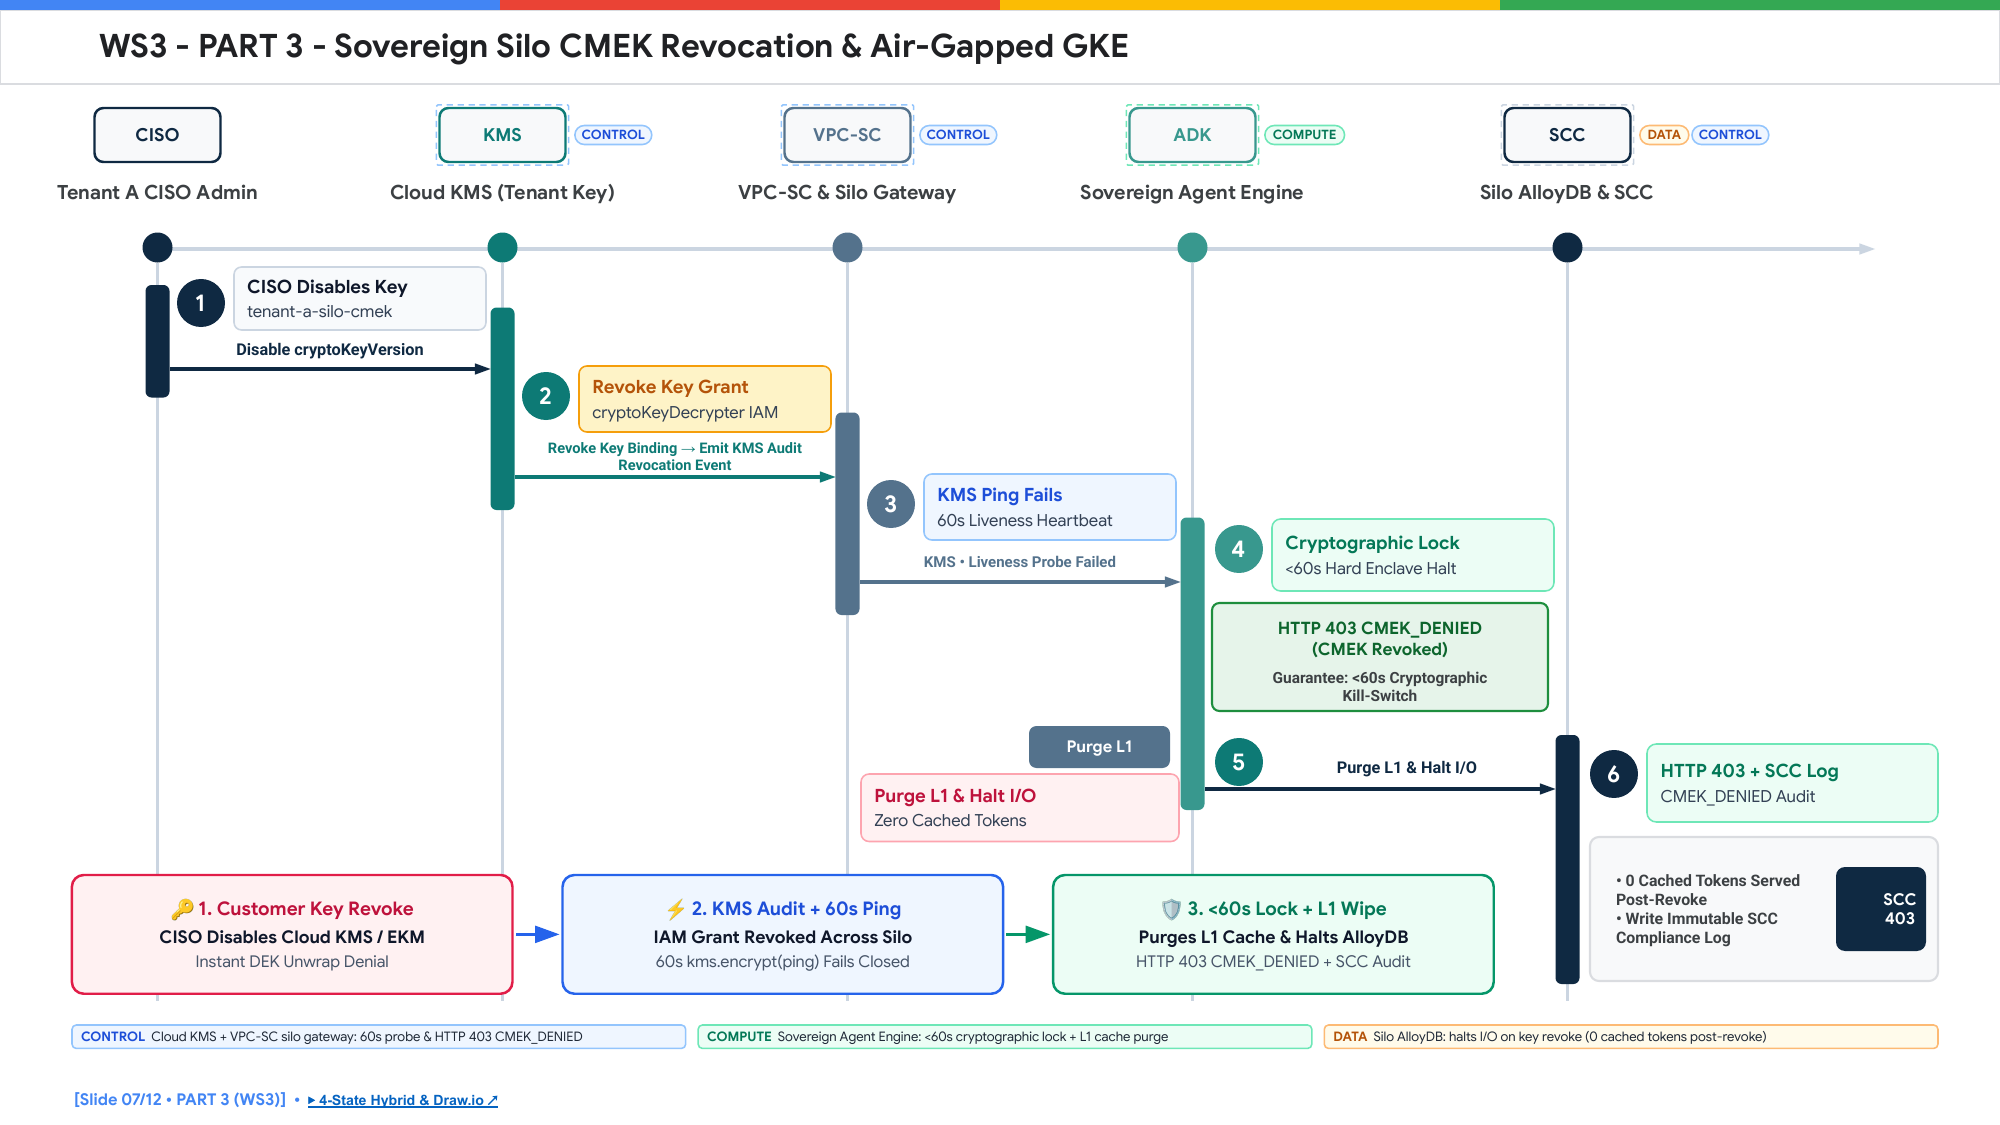 WS3 - PART 3 - Sovereign Silo CMEK Revocation & Air-Gapped GKE
CISO
KMS
CONTROL
VPC-SC
CONTROL
ADK
COMPUTE
SCC
DATA
CONTROL
Tenant A CISO Admin
Cloud KMS (Tenant Key)
VPC-SC & Silo Gateway
Sovereign Agent Engine
Silo AlloyDB & SCC
1
CISO Disables Key
tenant-a-silo-cmek
Disable cryptoKeyVersion
2
Revoke Key Grant
cryptoKeyDecrypter IAM
Revoke Key Binding → Emit KMS Audit
Revocation Event
3
KMS Ping Fails
60s Liveness Heartbeat
KMS • Liveness Probe Failed
4
Cryptographic Lock
<60s Hard Enclave Halt
HTTP 403 CMEK_DENIED
(CMEK Revoked)
Guarantee: <60s Cryptographic
Kill-Switch
Purge L1
Purge L1 & Halt I/O
Zero Cached Tokens
5
Purge L1 & Halt I/O
6
HTTP 403 + SCC Log
CMEK_DENIED Audit
• 0 Cached Tokens Served
Post-Revoke
• Write Immutable SCC
Compliance Log
SCC
403
🔑 1. Customer Key Revoke
CISO Disables Cloud KMS / EKM
Instant DEK Unwrap Denial
⚡ 2. KMS Audit + 60s Ping
IAM Grant Revoked Across Silo
60s kms.encrypt(ping) Fails Closed
🛡️ 3. <60s Lock + L1 Wipe
Purges L1 Cache & Halts AlloyDB
HTTP 403 CMEK_DENIED + SCC Audit
CONTROL Cloud KMS + VPC-SC silo gateway: 60s probe & HTTP 403 CMEK_DENIED
COMPUTE Sovereign Agent Engine: <60s cryptographic lock + L1 cache purge
DATA Silo AlloyDB: halts I/O on key revoke (0 cached tokens post-revoke)
[Slide 07/12 • PART 3 (WS3)] • ▸ 4-State Hybrid & Draw.io ↗